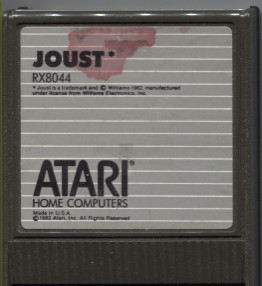 JOUST*
RX8044
* Joust is a trademark and © Williams 1982, manufactured
under license from Williams Electronics, Inc.
ATARI®
HOME COMPUTERS
Made in U.S.A.
© 1983 Atari, Inc. All Rights Reserved